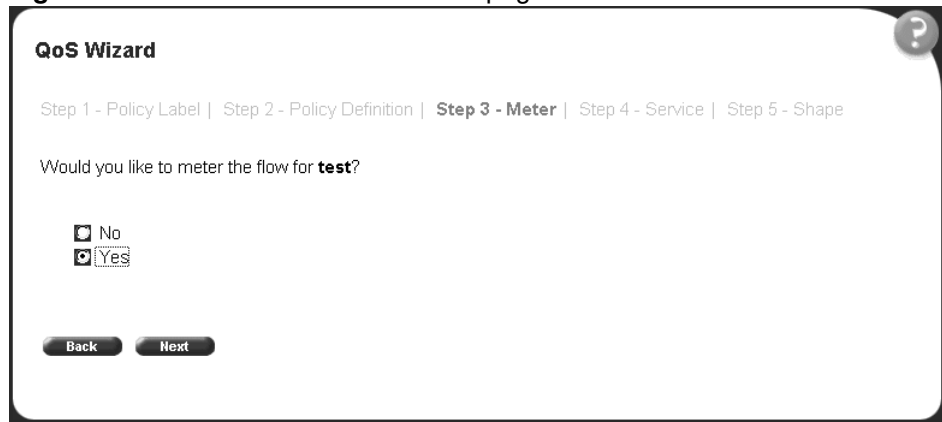 QoS Wizard
?
Step 1 - Policy Label | Step 2 - Policy Definition | Step 3 - Meter | Step 4 - Service | Step 5 - Shape
Would you like to meter the flow for test?
No
Yes
Back Next